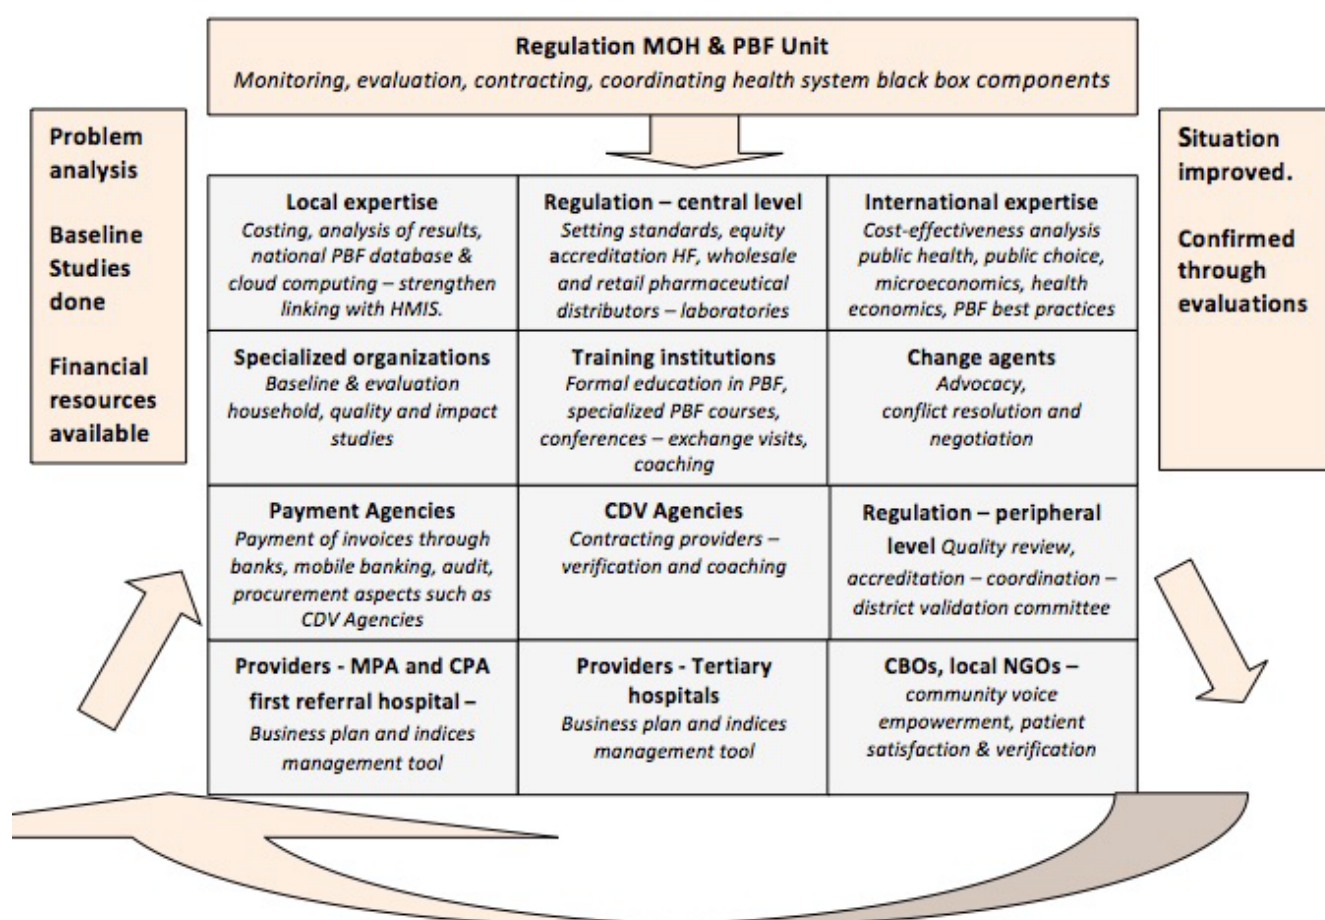 Regulation MOH & PBF Unit
Monitoring, evaluation, contracting, coordinating health system black box components
Problem
analysis
Baseline
Studies
done
Financial
resources
available
Local expertise
Costing, analysis of results,
national PBF database &
cloud computing – strengthen
linking with HMIS.
Regulation – central level
Setting standards, equity
accreditation HF, wholesale
and retail pharmaceutical
distributors – laboratories
International expertise
Cost-effectiveness analysis
public health, public choice,
microeconomics, health
economics, PBF best practices
Specialized organizations
Baseline & evaluation
household, quality and impact
studies
Training institutions
Formal education in PBF,
specialized PBF courses,
conferences – exchange visits,
coaching
Change agents
Advocacy,
conflict resolution and
negotiation
Payment Agencies
Payment of invoices through
banks, mobile banking, audit,
procurement aspects such as
CDV Agencies
CDV Agencies
Contracting providers –
verification and coaching
Regulation – peripheral
level Quality review,
accreditation – coordination –
district validation committee
Providers - MPA and CPA
first referral hospital –
Business plan and indices
management tool
Providers - Tertiary
hospitals
Business plan and indices
management tool
CBOs, local NGOs –
community voice
empowerment, patient
satisfaction & verification
Situation
improved.
Confirmed
through
evaluations